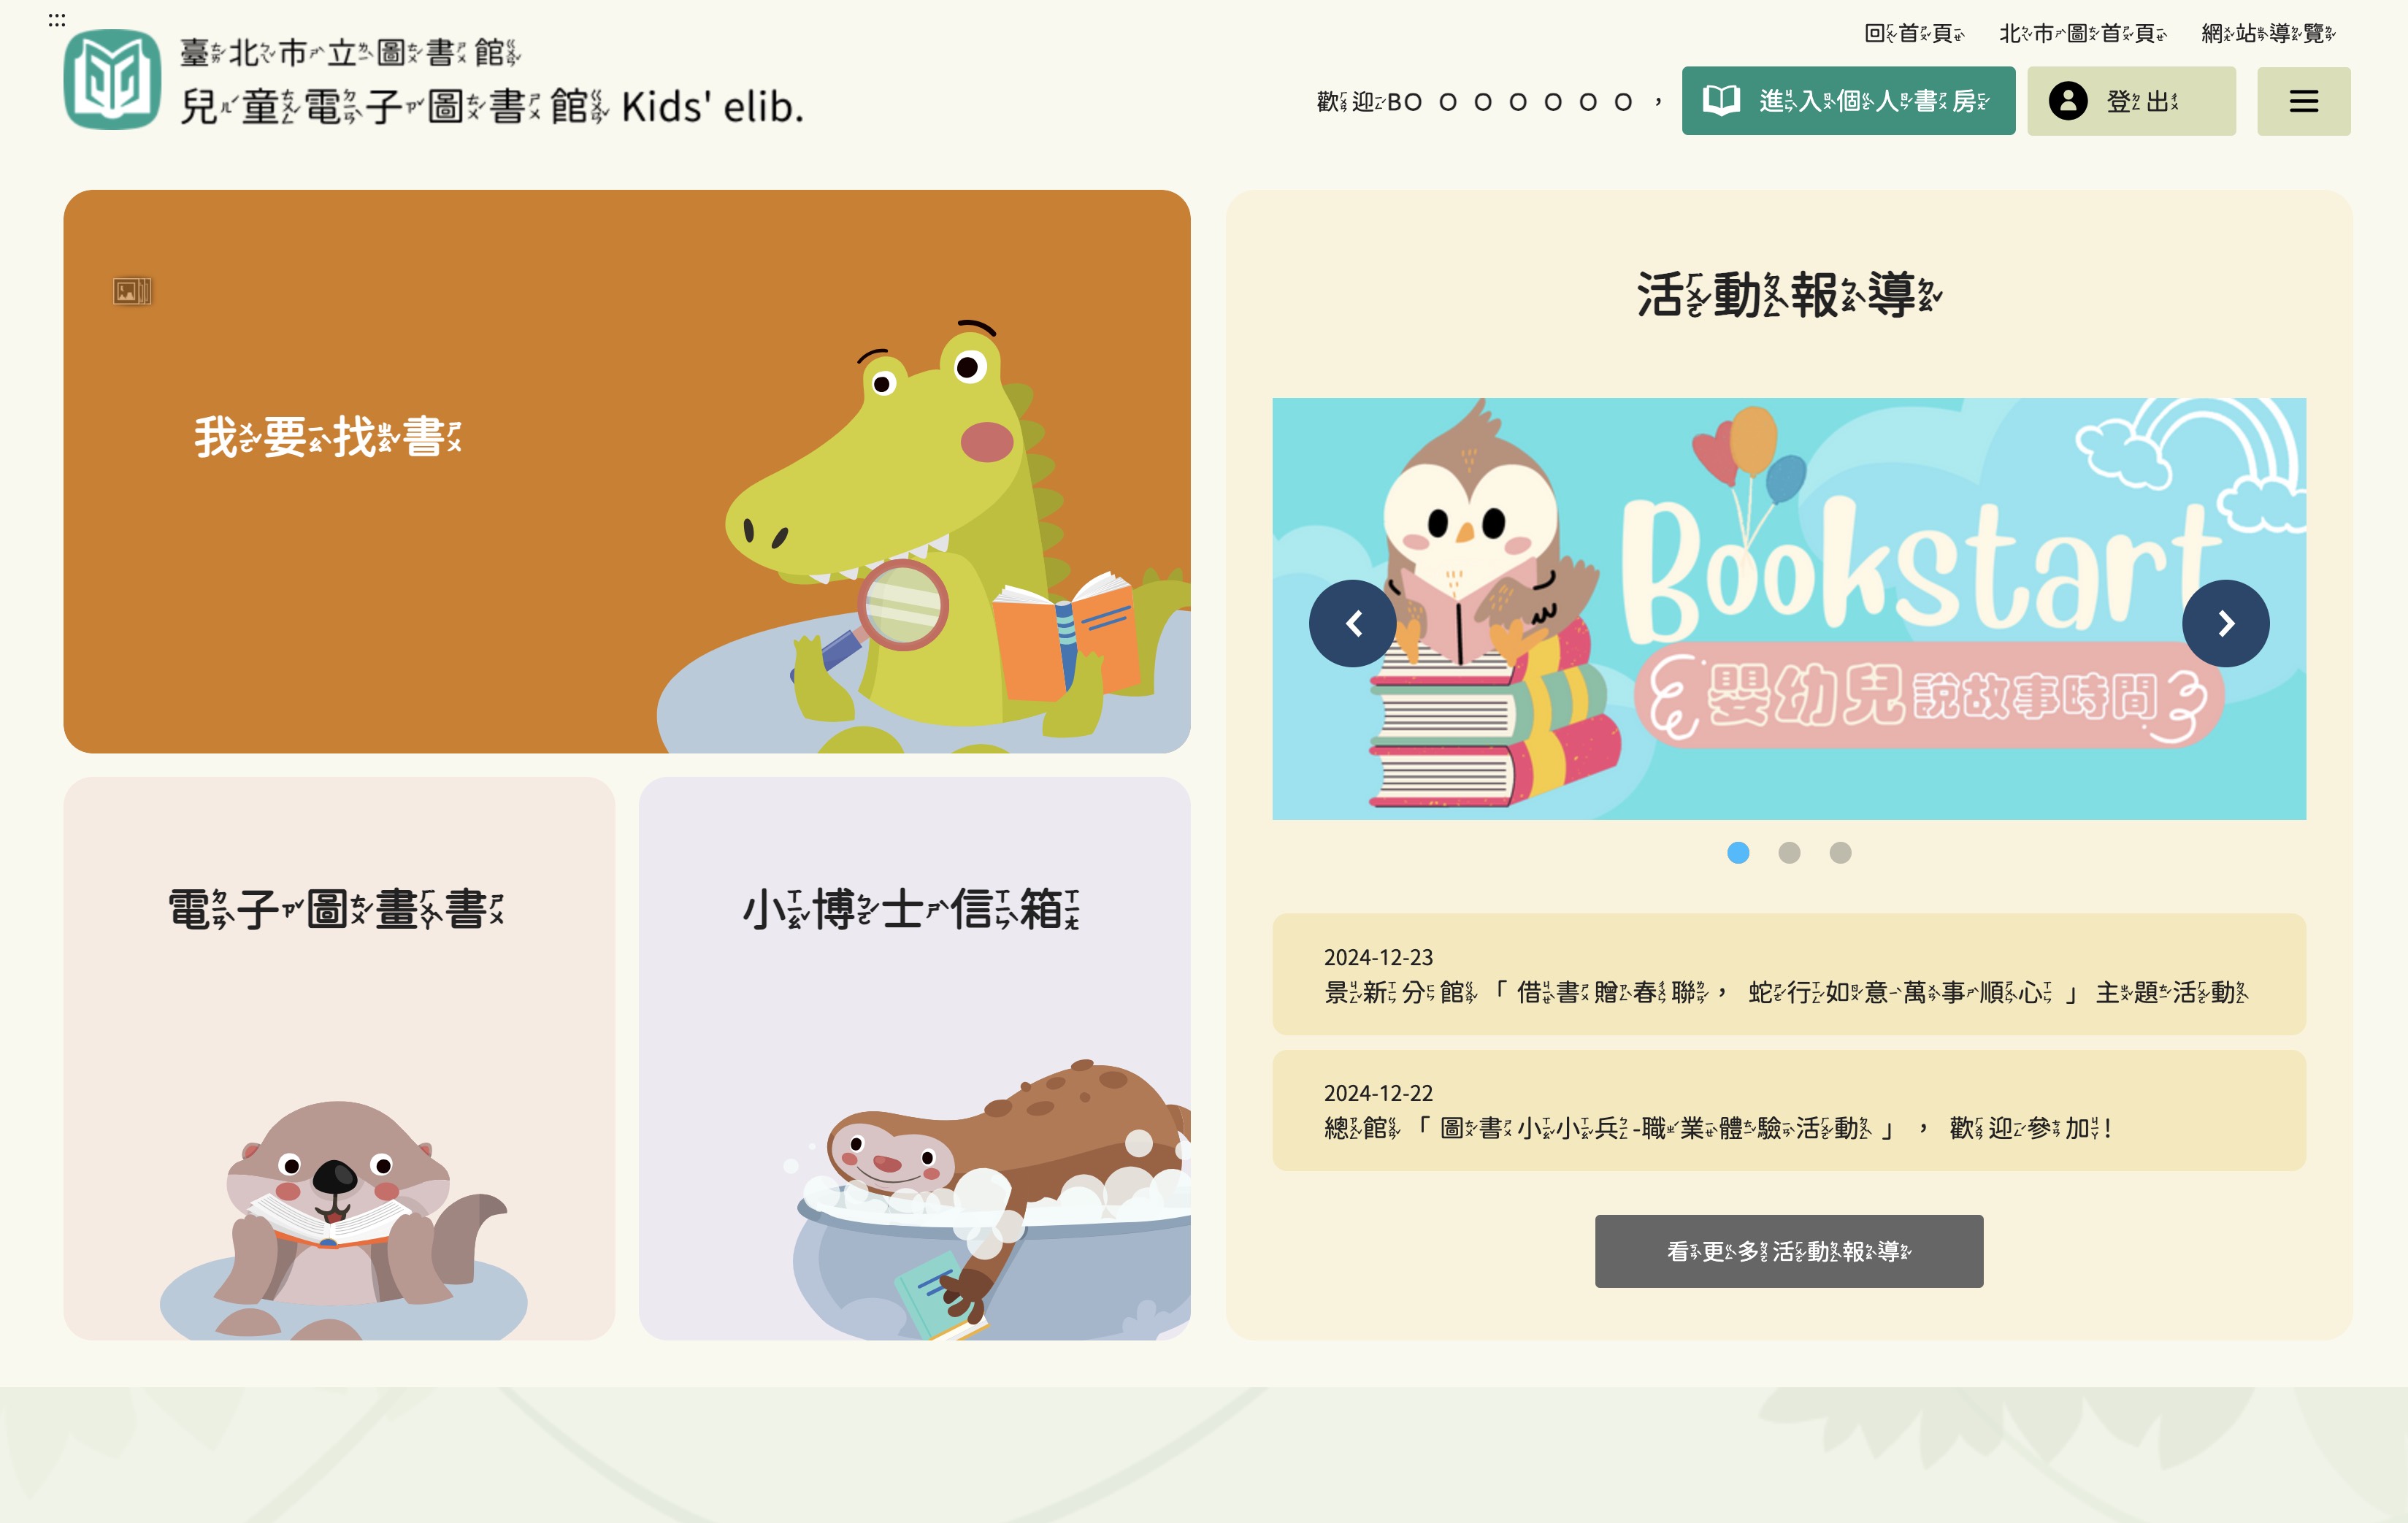 回首頁 北市圖首頁 網站導覽
臺北市立圖書館
兒童電子圖書館 Kids' elib.
歡迎BOOOOOOO，
進入個人書房
登出
我要找書
電子圖畫書
小博士信箱
活動報導
Bookstart
嬰幼兒說故事時間
2024-12-23
景新分館「借書贈春聯，蛇行如意萬事順心」主題活動
2024-12-22
總館「圖書小小兵-職業體驗活動」，歡迎參加!
看更多活動報導